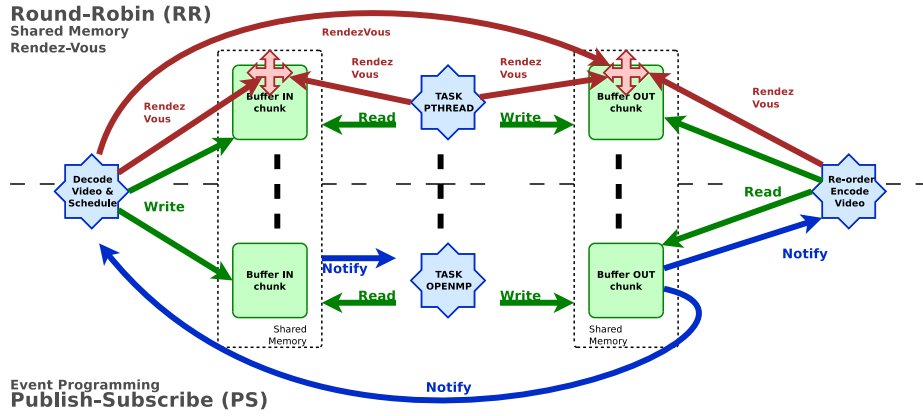 Round-Robin (RR)
Shared Memory
Rendez-Vous
RendezVous
Rendez
Vous
Rendez
Vous
Rendez
Vous
Rendez
Vous
Buffer IN
chunk
TASK
PTHREAD
Buffer OUT
chunk
Read
Write
Decode
Video &
Schedule
Write
Re-order
Encode
Video
Read
Notify
Notify
Buffer IN
chunk
TASK
OPENMP
Buffer OUT
chunk
Read
Write
Shared
Memory
Shared
Memory
Notify
Event Programming
Publish-Subscribe (PS)